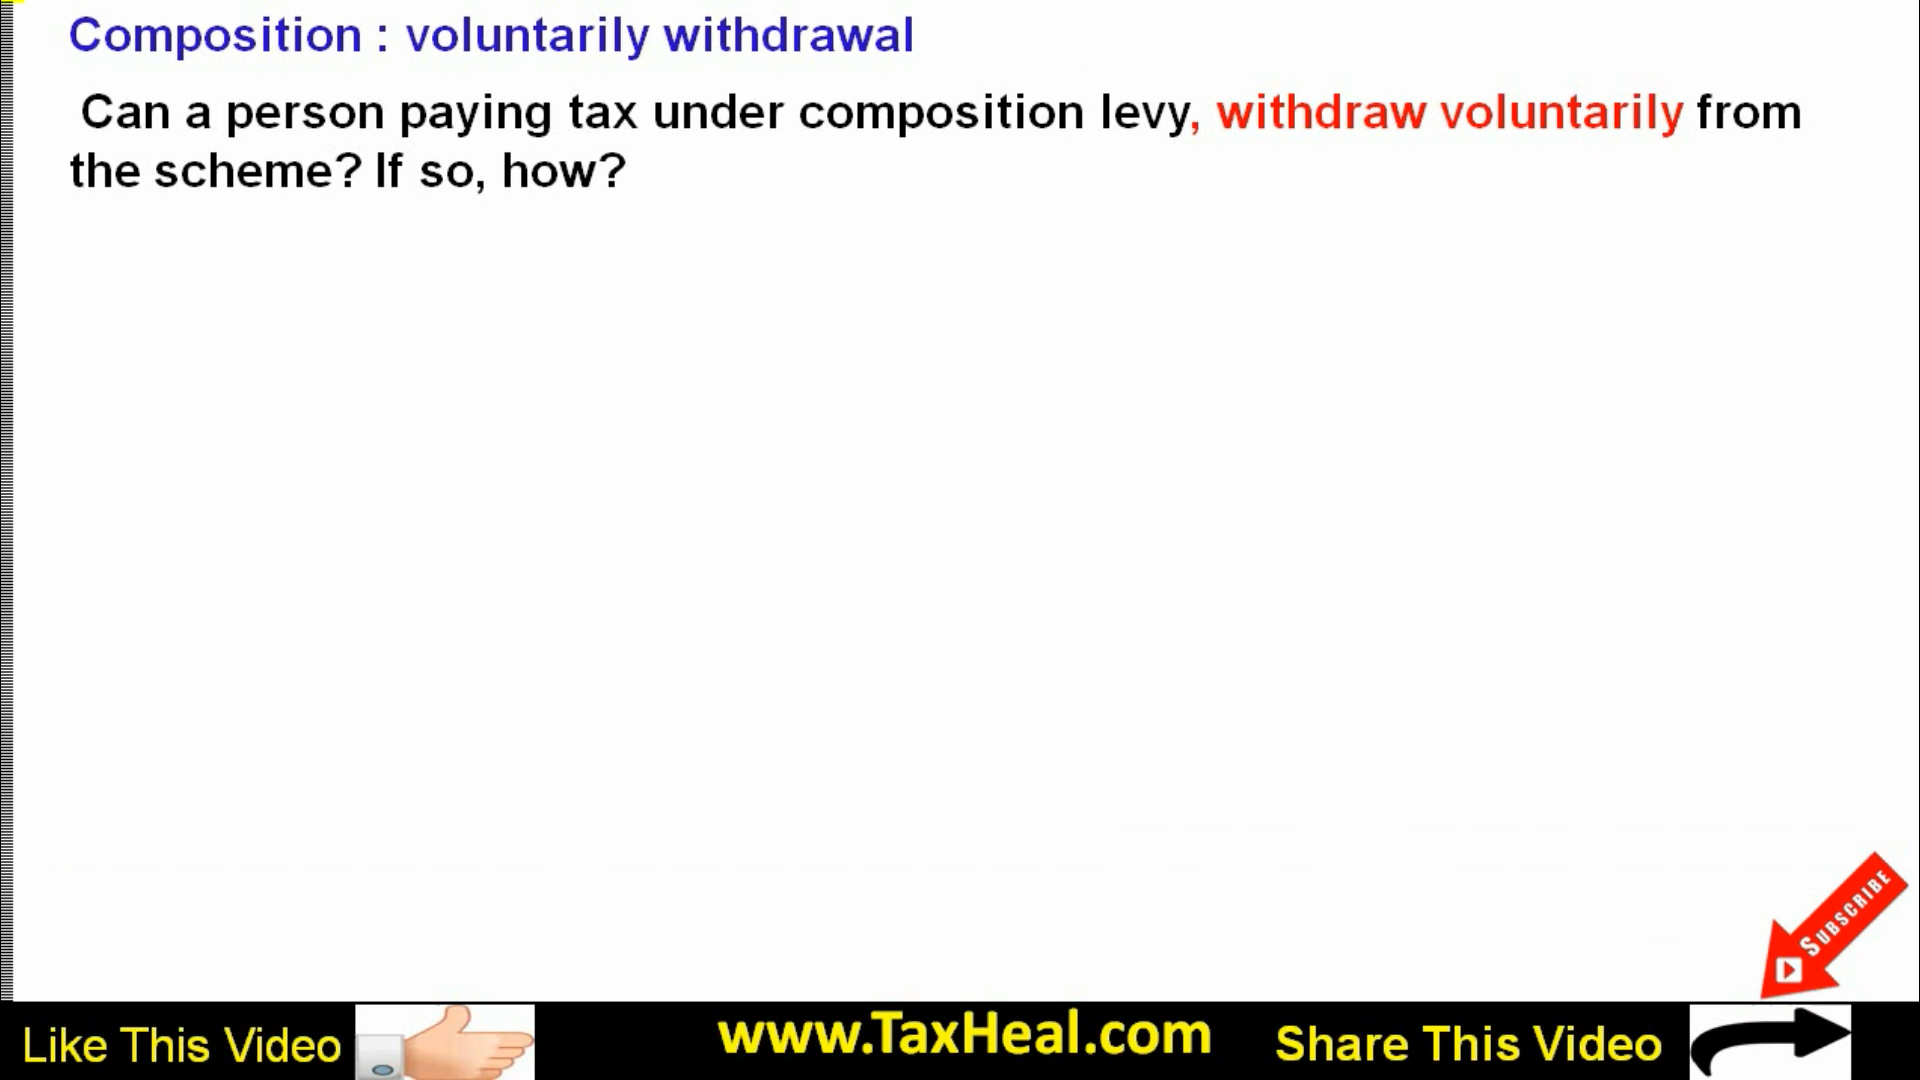 Composition : voluntarily withdrawal
Can a person paying tax under composition levy, withdraw voluntarily from
the scheme? If so, how?
SUBSCRIBE
Like This Video
www.TaxHeal.com
Share This Video